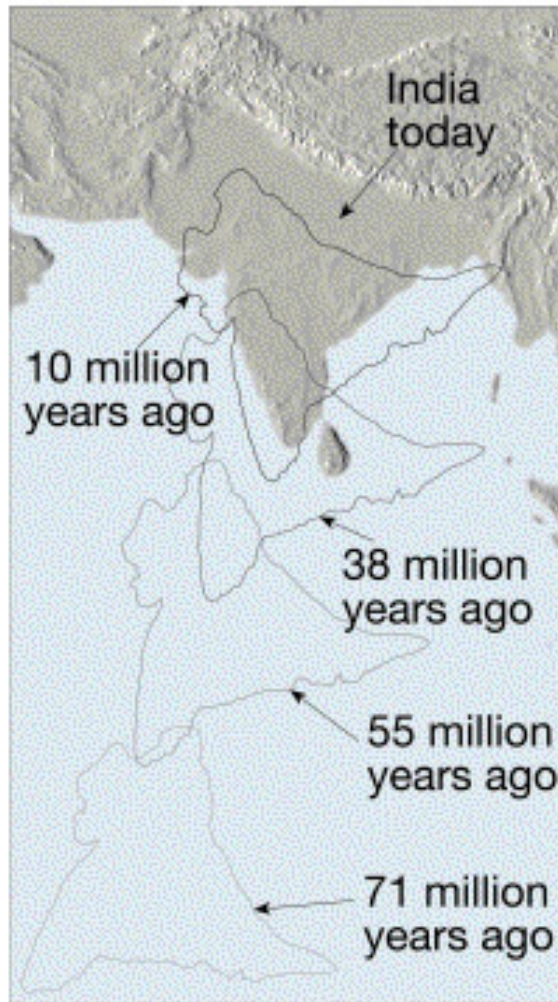 India
today
10 million
years ago
38 million
years ago
55 million
years ago
71 million
years ago